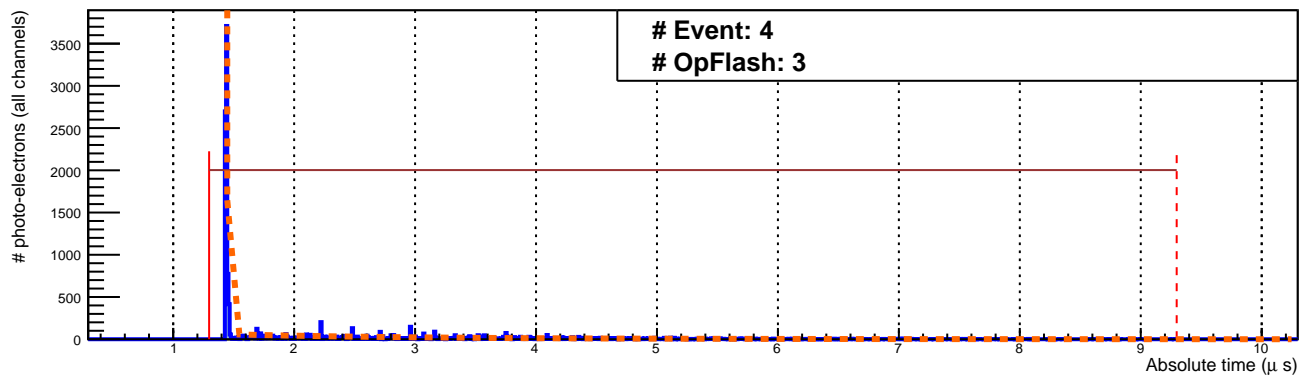 # Event: 4
# OpFlash: 3
# photo-electrons (all channels)
3500
3000
2500
2000
1500
1000
500
0
1 2 3 4 5 6 7 8 9 10
Absolute time (μ s)